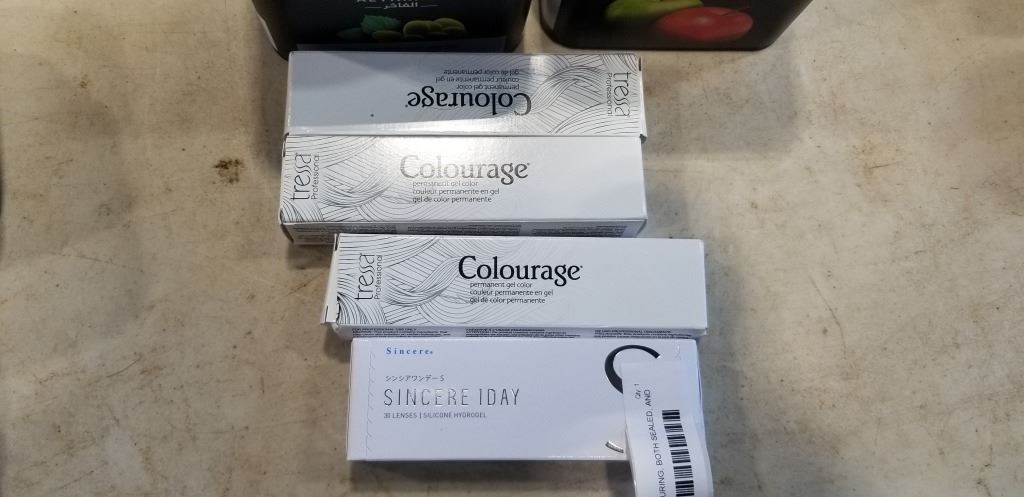 الفاخر
Colourage
permanent gel color
couleur permanente en gel
gel de color permanente
tressa
Professional
Colourage
permanent gel color
couleur permanente en gel
gel de color permanente
tressa
Professional
Colourage
permanent gel color
couleur permanente en gel
gel de color permanente
tressa
Professional
Sincere
シンシアワンデーS
SINCERE 1DAY
30 LENSES | SILICONE HYDROGEL
Qty: 1
URING, BOTH SEALED, AND